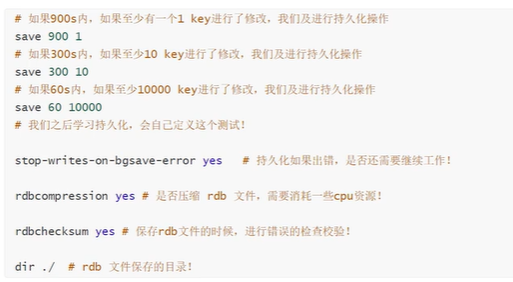 # 如果900s内，如果至少有一个1 key进行了修改，我们及进行持久化操作
save 900 1
# 如果300s内，如果至少10 key进行了修改，我们及进行持久化操作
save 300 10
# 如果60s内，如果至少10000 key进行了修改，我们及进行持久化操作
save 60 10000
# 我们之后学习持久化，会自己定义这个测试！
stop-writes-on-bgsave-error yes # 持久化如果出错，是否还需要继续工作！
rdbcompression yes # 是否压缩 rdb 文件，需要消耗一些cpu资源！
rdbchecksum yes # 保存rdb文件的时候，进行错误的检查校验！
dir ./ # rdb 文件保存的目录！